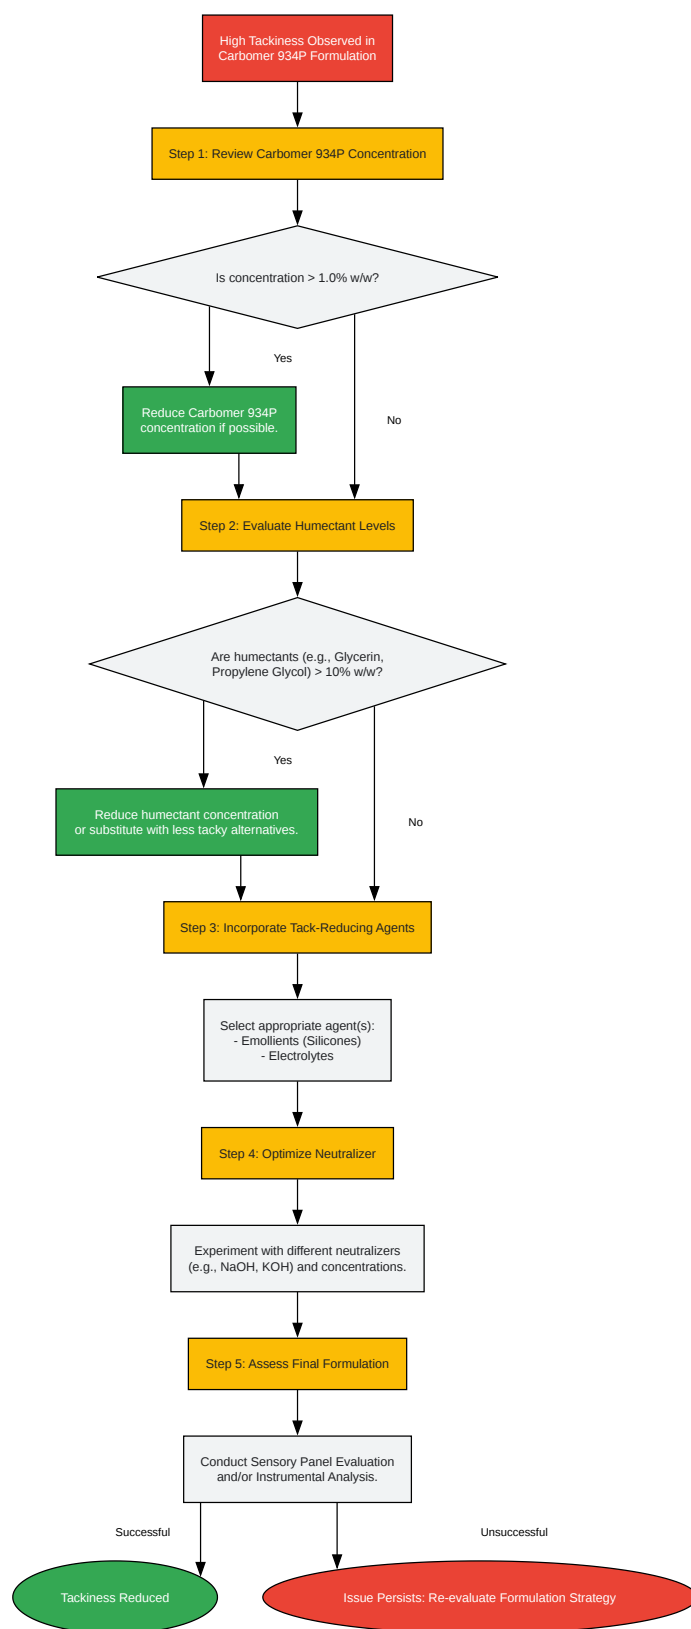 High Tackiness Observed in
Carbomer 934P Formulation
Step 1: Review Carbomer 934P Concentration
Is concentration > 1.0% w/w?
Yes
Reduce Carbomer 934P
concentration if possible.
No
Step 2: Evaluate Humectant Levels
Are humectants (e.g., Glycerin,
Propylene Glycol) > 10% w/w?
Yes
Reduce humectant concentration
or substitute with less tacky alternatives.
No
Step 3: Incorporate Tack-Reducing Agents
Select appropriate agent(s):
- Emollients (Silicones)
- Electrolytes
Step 4: Optimize Neutralizer
Experiment with different neutralizers
(e.g., NaOH, KOH) and concentrations.
Step 5: Assess Final Formulation
Conduct Sensory Panel Evaluation
and/or Instrumental Analysis.
Successful
Unsuccessful
Tackiness Reduced
Issue Persists: Re-evaluate Formulation Strategy